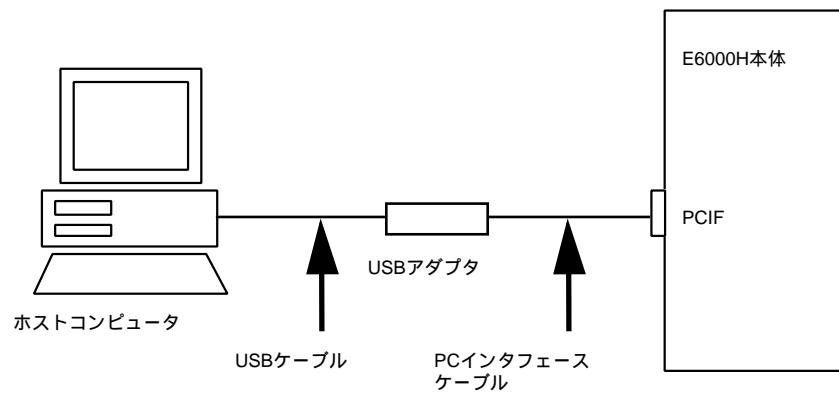 E6000H本体
PCIF
USBアダプタ
ホストコンピュータ
USBケーブル
PCインタフェース
ケーブル